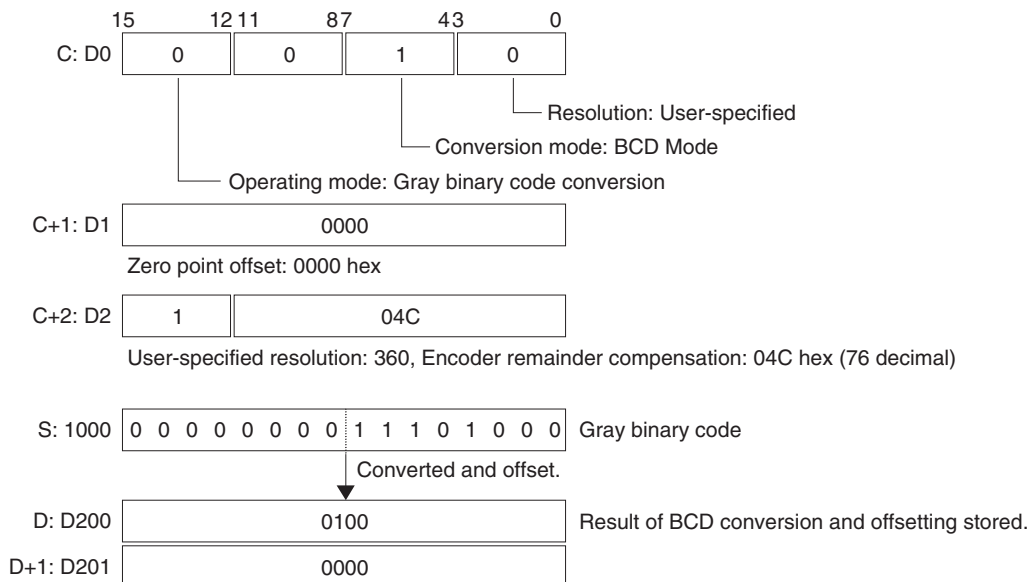 15 12 11 87 43 0
C: D0 0 0 1 0
Resolution: User-specified
Conversion mode: BCD Mode
Operating mode: Gray binary code conversion
C+1: D1 0000
Zero point offset: 0000 hex
C+2: D2 1 04C
User-specified resolution: 360, Encoder remainder compensation: 04C hex (76 decimal)
S: 1000 0 0 0 0 0 0 0 0 1 1 1 0 1 0 0 0 Gray binary code
Converted and offset.
D: D200 0100 Result of BCD conversion and offsetting stored.
D+1: D201 0000